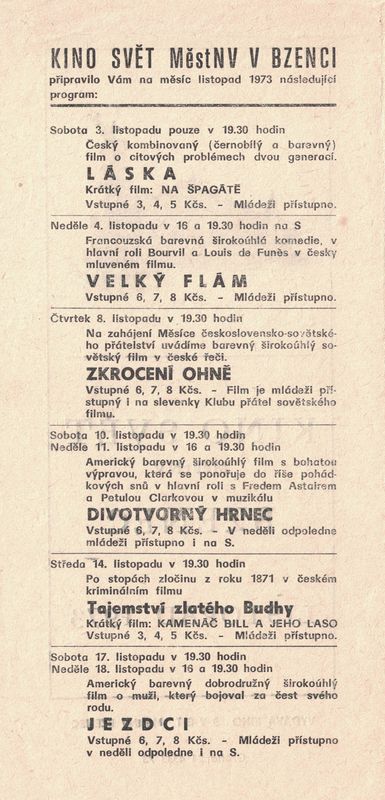 KINO SVĚT MěstNV V BZENCI
připravilo Vám na měsíc listopad 1973 následující
program:
Sobota 3. listopadu pouze v 19.30 hodin
Český kombinovaný (černobílý a barevný)
film o citových problémech dvou generací.
LÁSKA
Krátký film: NA ŠPAGÁTĚ
Vstupné 3, 4, 5 Kčs. - Mládeži přístupno.
Neděle 4. listopadu v 16 a 19.30 hodin na S
Francouzská barevná širokoúhlá komedie, v
hlavní roli Bourvil a Louis de Funès v česky
mluveném filmu.
VELKÝ FLÁM
Vstupné 6, 7, 8 Kčs. - Mládeži přístupno.
Čtvrtek 8. listopadu v 19.30 hodin
Na zahájení Měsíce československo-sovětské-
ho přátelství uvádíme barevný širokoúhlý so-
větský film v české řeči.
ZKROCENÍ OHNĚ
Vstupné 6, 7, 8 Kčs. - Film je mládeži pří-
stupný i na slevenky Klubu přátel sovětského
filmu.
Sobota 10. listopadu v 19.30 hodin
Neděle 11. listopadu v 16 a 19.30 hodin
Americký barevný širokoúhlý film s bohatou
výpravou, která se ponořuje do říše pohád-
kových snů v hlavní roli s Fredem Astairem
a Petulou Clarkovou v muzikálu
DIVOTVORNÝ HRNEC
Vstupné 6, 7, 8 Kčs. - V neděli odpoledne
mládeži přístupno i na S.
Středa 14. listopadu v 19.30 hodin
Po stopách zločinu z roku 1871 v českém
kriminálním filmu
Tajemství zlatého Budhy
Krátký film: KAMENÁČ BILL A JEHO LASO
Vstupné 3, 4, 5 Kčs. - Mládeži přístupno.
Sobota 17. listopadu v 19.30 hodin
Neděle 18. listopadu v 16 a 19.30 hodin
Americký barevný dobrodružný širokoúhlý
film o muži, který bojoval za čest svého
rodu.
JEZDCI
Vstupné 6, 7, 8 Kčs. - Mládeži přístupno
v neděli odpoledne i na S.